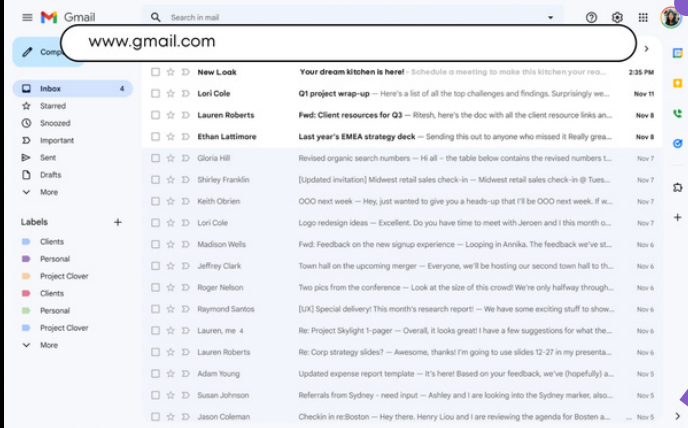 Gmail
Search in mail
www.gmail.com
Comp
New Loak Your dream kitchen is here! - Schedule a meeting to make this kitchen your rea... 2:35 PM
Inbox 4
Lori Cole Q1 project wrap-up — Here's a list of all the top challenges and findings. Surprisingly we... Nov 11
Starred
Snoozed
Lauren Roberts Fwd: Client resources for Q3 — Ritesh, here's the doc with all the client resource links an... Nov 8
Important
Ethan Lattimore Last year's EMEA strategy deck — Sending this out to anyone who missed it Really grea... Nov 8
Sent
Gloria Hill Revised organic search numbers — Hi all – the table below contains the revised numbers t... Nov 7
Drafts
Shirley Franklin [Updated invitation] Midwest retail sales check-in — Midwest retail sales check-in @ Tues... Nov 7
More
Keith Obrien OOO next week — Hey, just wanted to give you a heads-up that I'll be OOO next week. If w... Nov 7
Labels
Lori Cole Logo redesign ideas — Excellent. Do you have time to meet with Jeroen and I this month o... Nov 7
Clients
Madison Wells Fwd: Feedback on the new signup experience — Looping in Annika. The feedback we've st... Nov 6
Personal
Jeffrey Clark Town hall on the upcoming merger — Everyone, we'll be hosting our second town hall to th... Nov 6
Project Clover
Roger Nelson Two pics from the conference — Look at the size of this crowd! We're only halfway through... Nov 6
Clients
Raymond Santos [UX] Special delivery! This month's research report! — We have some exciting stuff to show... Nov 6
Personal
Project Clover
Lauren, me 4 Re: Project Skylight 1-pager — Overall, it looks great! I have a few suggestions for what the... Nov 6
More
Lauren Roberts Re: Corp strategy slides? — Awesome, thanks! I'm going to use slides 12-27 in my presenta... Nov 6
Adam Young Updated expense report template — It's here! Based on your feedback, we've (hopefully) a... Nov 5
Susan Johnson Referrals from Sydney - need input — Ashley and I are looking into the Sydney marker, also... Nov 5
Jason Coleman Checkin in re:Boston — Hey there. Henry Liou and I are reviewing the agenda for Bosten a... ... Nov 5